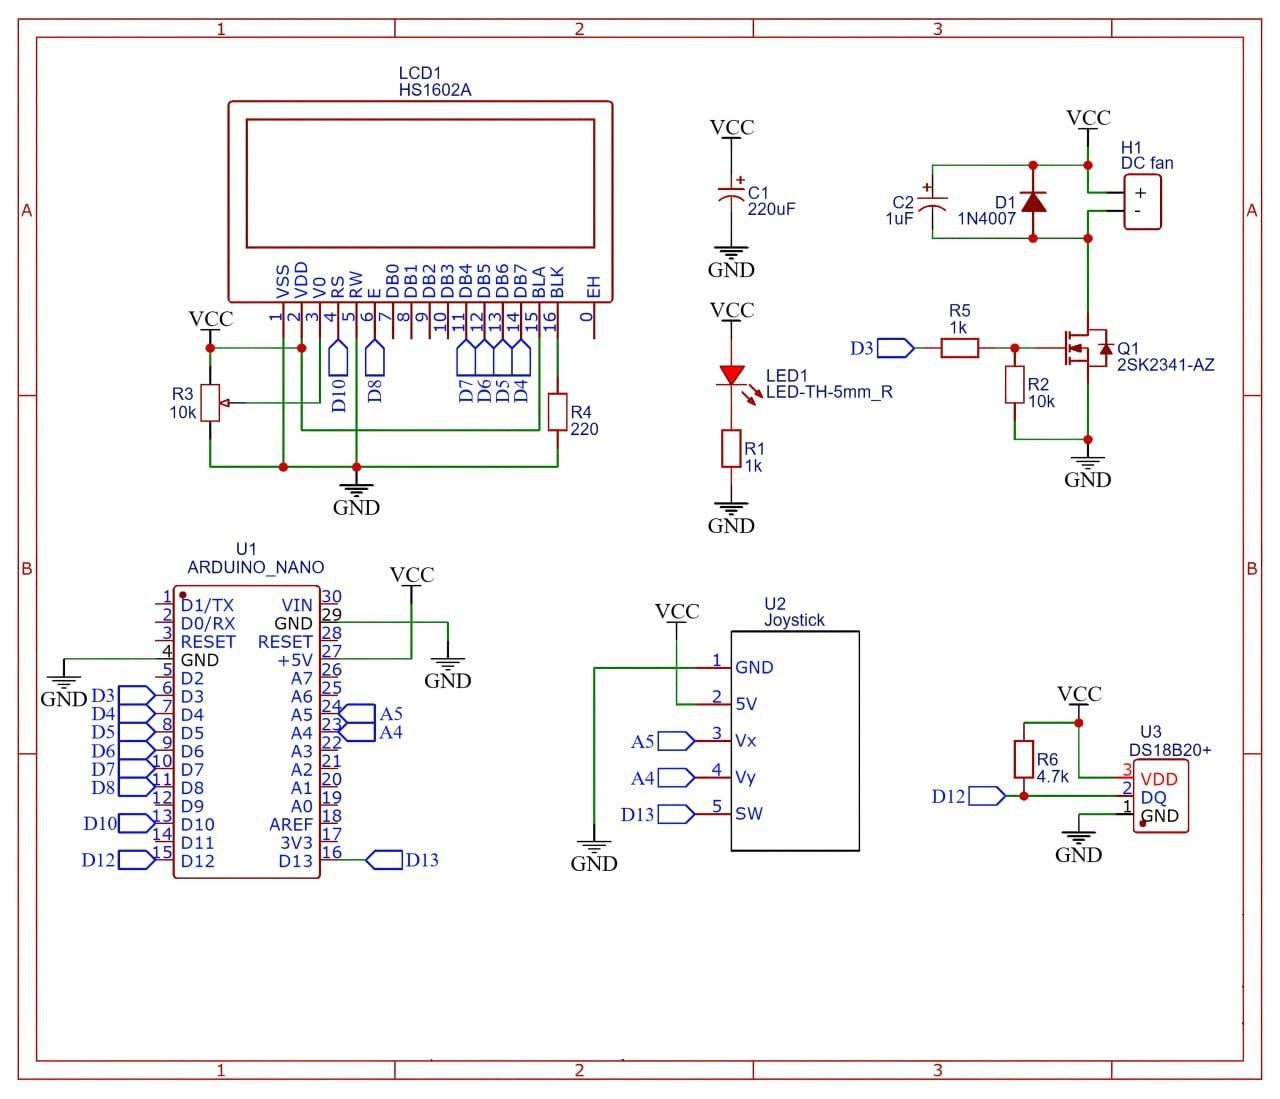 1 2 3
A
A
B
B
LCD1
HS1602A
VSS VDD V0 RS RW E DB0 DB1 DB2 DB3 DB4 DB5 DB6 DB7 BLA BLK EH
1 2 3 4 5 6 7 8 9 10 11 12 13 14 15 16 0
D10 D8 D7 D6 D5 D4
VCC
R3
10k
R4
220
GND
VCC
+
C1
220uF
GND
VCC
LED1
LED-TH-5mm_R
R1
1k
GND
VCC
H1
DC fan
+
-
+
C2
1uF
D1
1N4007
D3
R5
1k
R2
10k
Q1
2SK2341-AZ
GND
U1
ARDUINO_NANO
VCC
1 D1/TX VIN 30
2 D0/RX GND 29
3 RESET RESET 28
4 GND +5V 27
5 D2 A7 26
D3 6 D3 A6 25
D4 7 D4 A5 24 A5
D5 8 D5 A4 23 A4
D6 9 D6 A3 22
D7 10 D7 A2 21
D8 11 D8 A1 20
12 D9 A0 19
D10 13 D10 AREF 18
14 D11 3V3 17
D12 15 D12 D13 16 D13
GND
GND
VCC
U2
Joystick
1 GND
2 5V
A5 3 Vx
A4 4 Vy
D13 5 SW
GND
VCC
R6
4.7k
U3
DS18B20+
3 VDD
D12 2 DQ
1 GND
GND
1 2 3